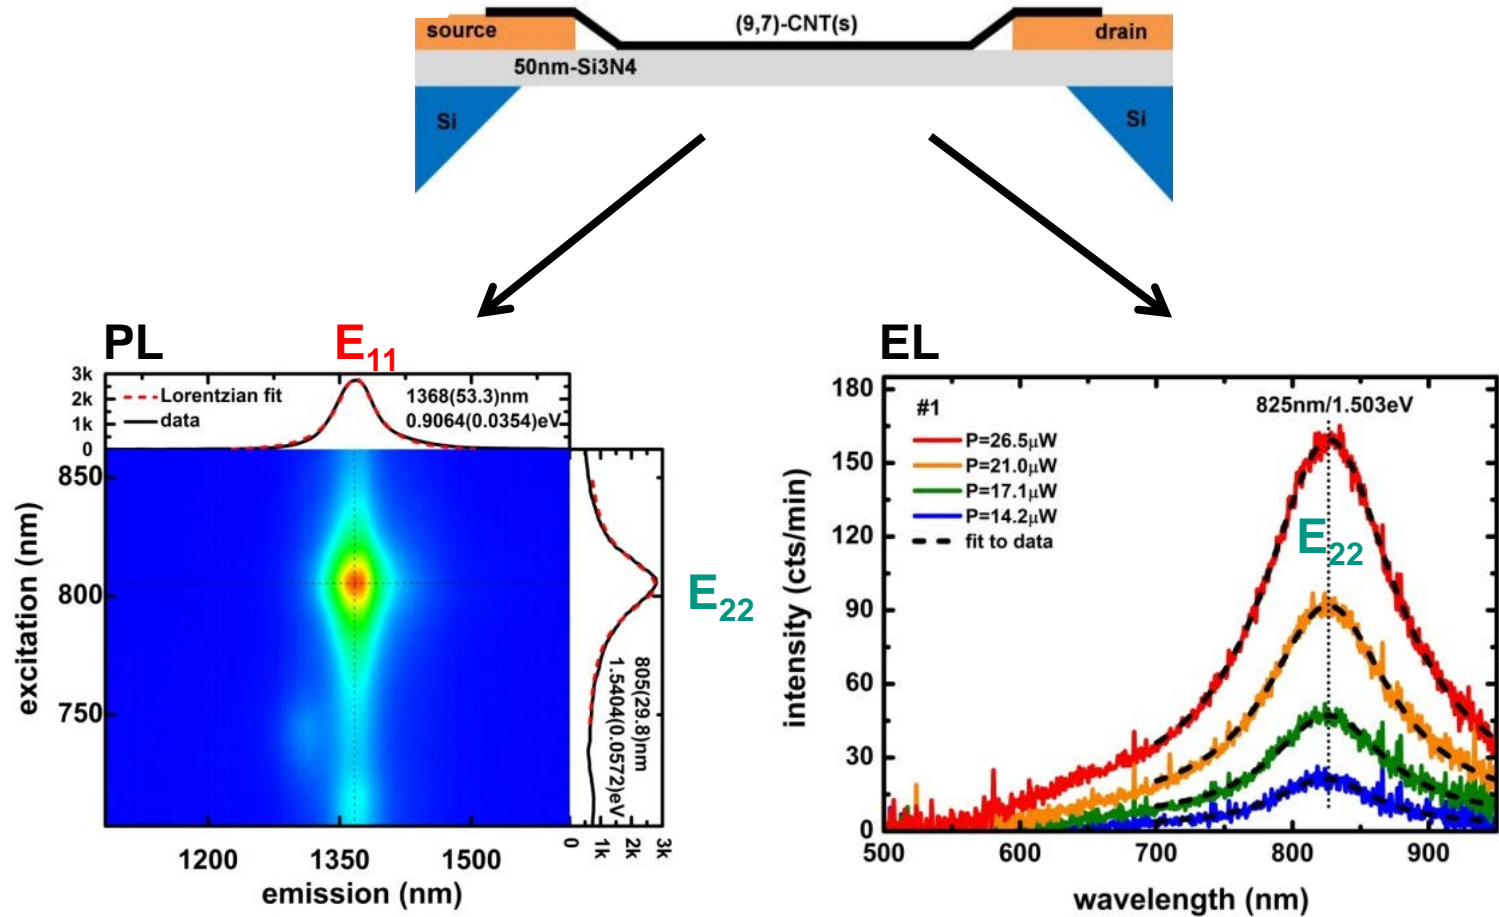 source
(9,7)-CNT(s)
drain
50nm-Si3N4
Si
Si
PL
E11
3k
2k
1k
0
Lorentzian fit
data
1368(53.3)nm
0.9064(0.0354)eV
850
800
750
excitation (nm)
1200
1350
1500
emission (nm)
805(29.8)nm
1.5404(0.0572)eV
0
1k
2k
3k
E22
EL
180
150
120
90
60
30
0
intensity (cts/min)
#1
P=26.5µW
P=21.0µW
P=17.1µW
P=14.2µW
fit to data
825nm/1.503eV
E22
500
600
700
800
900
wavelength (nm)